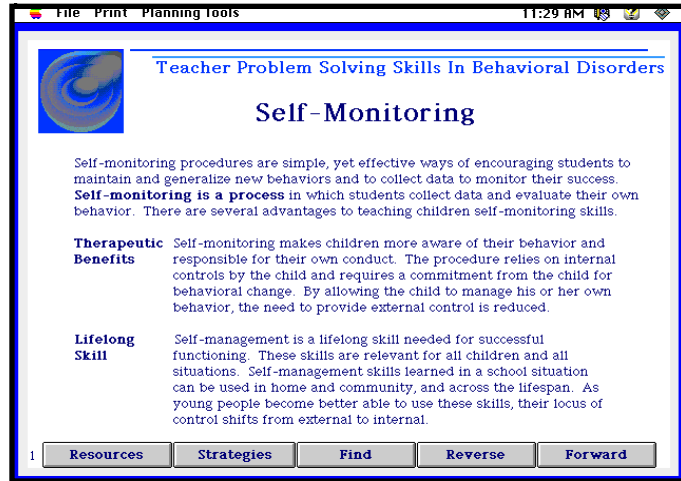 File Print Planning Tools 11:29 AM
Teacher Problem Solving Skills In Behavioral Disorders
Self-Monitoring
Self-monitoring procedures are simple, yet effective ways of encouraging students to
maintain and generalize new behaviors and to collect data to monitor their success.
Self-monitoring is a process in which students collect data and evaluate their own
behavior. There are several advantages to teaching children self-monitoring skills.
Therapeutic Self-monitoring makes children more aware of their behavior and
Benefits responsible for their own conduct. The procedure relies on internal
controls by the child and requires a commitment from the child for
behavioral change. By allowing the child to manage his or her own
behavior, the need to provide external control is reduced.
Lifelong Self-management is a lifelong skill needed for successful
Skill functioning. These skills are relevant for all children and all
situations. Self-management skills learned in a school situation
can be used in home and community, and across the lifespan. As
young people become better able to use these skills, their locus of
control shifts from external to internal.
1 Resources Strategies Find Reverse Forward